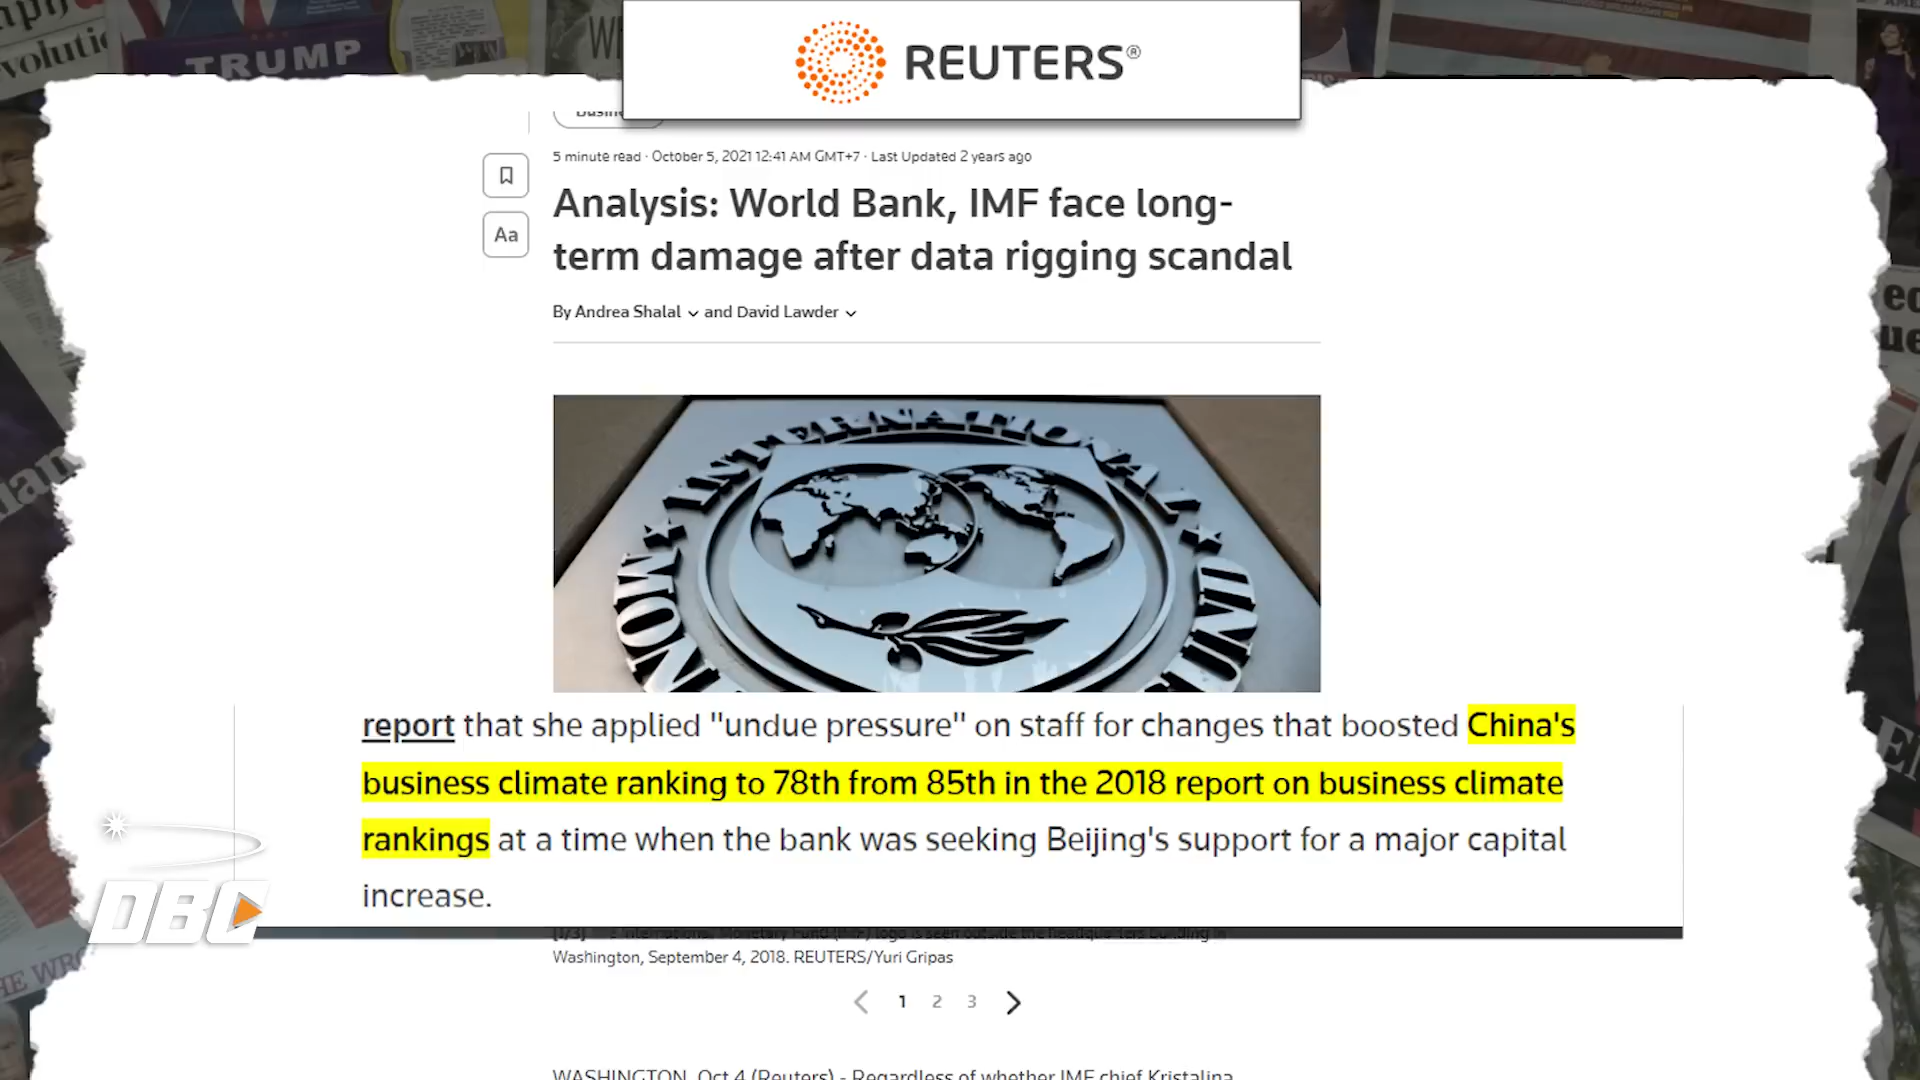 TRUMP
REUTERS®
5 minute read · October 5, 2021 12:41 AM GMT+7 · Last Updated 2 years ago
Aa
Analysis: World Bank, IMF face long-
term damage after data rigging scandal
By Andrea Shalal and David Lawder
INTERNATIONAL
MON
FUND
report that she applied "undue pressure" on staff for changes that boosted China's
business climate ranking to 78th from 85th in the 2018 report on business climate
rankings at a time when the bank was seeking Beijing's support for a major capital
increase.
DBC
Washington, September 4, 2018. REUTERS/Yuri Gripas
1 2 3
WASHINGTON, Oct 4 (Reuters) - Regardless of whether IMF chief Kristalina